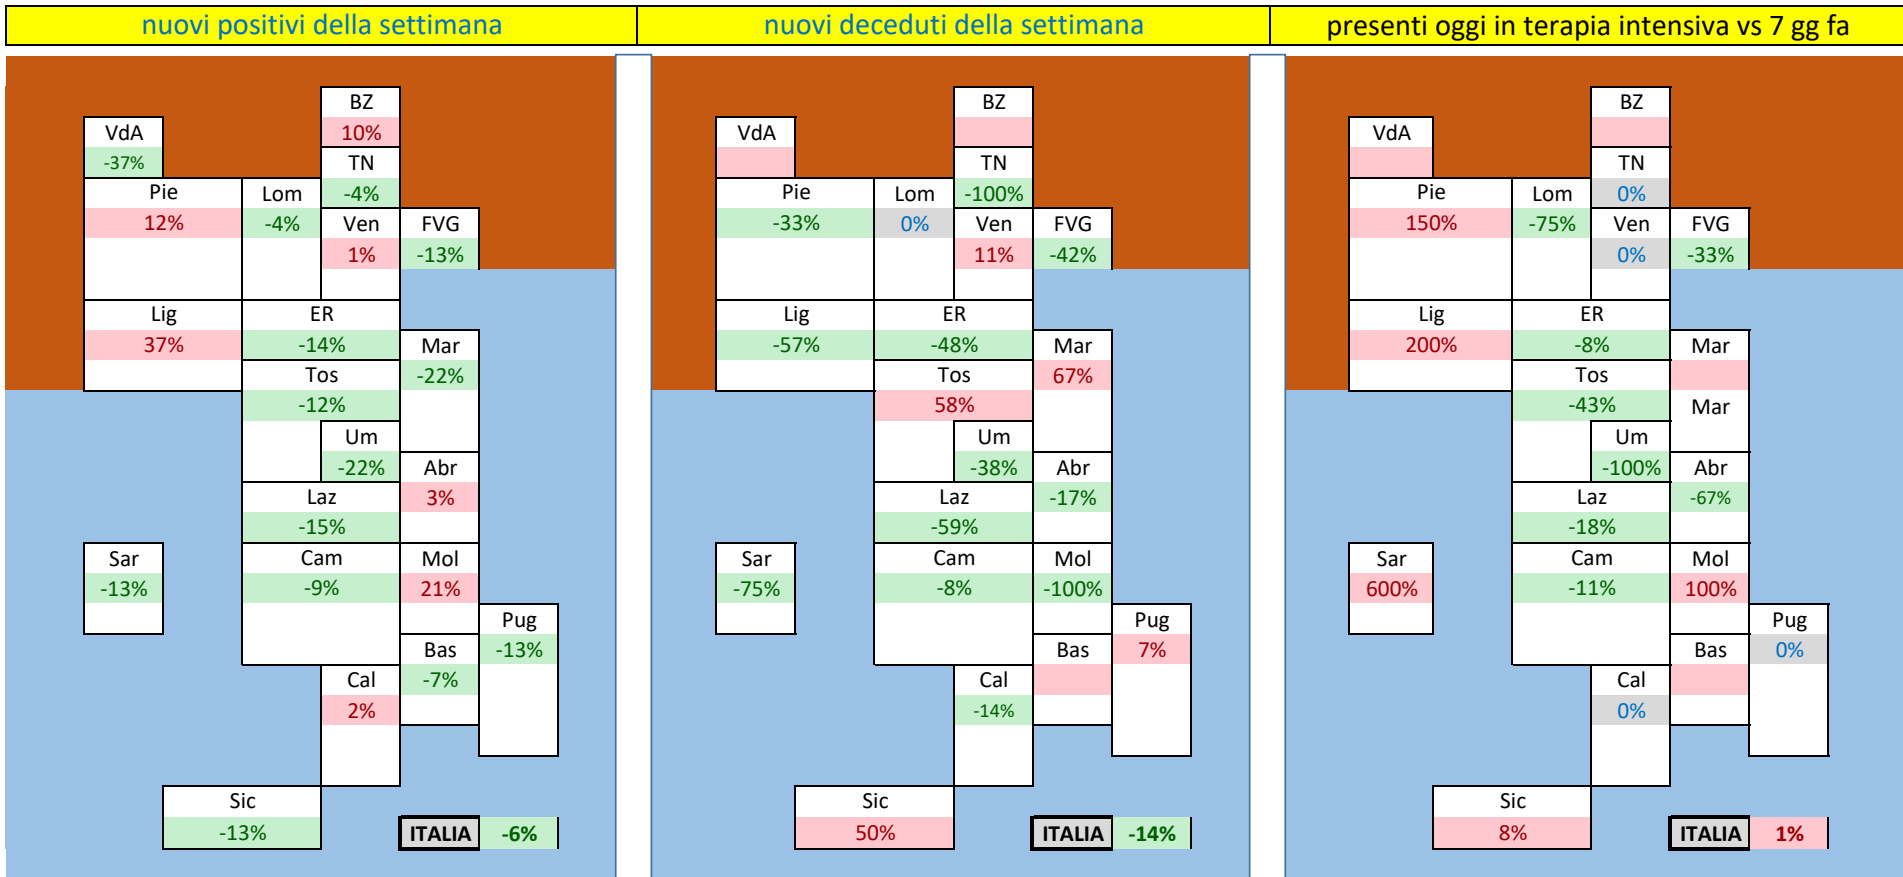 nuovi positivi della settimana
nuovi deceduti della settimana
presenti oggi in terapia intensiva vs 7 gg fa
BZ
10%
VdA
-37%
TN
-4%
Pie
12%
Lom
-4%
Ven
1%
FVG
-13%
Lig
37%
ER
-14%
Mar
-22%
Tos
-12%
Um
-22%
Abr
3%
Laz
-15%
Sar
-13%
Cam
-9%
Mol
21%
Pug
-13%
Bas
-7%
Cal
2%
Sic
-13%
ITALIA -6%
BZ
VdA
TN
-100%
Pie
-33%
Lom
0%
Ven
11%
FVG
-42%
Lig
-57%
ER
-48%
Mar
67%
Tos
58%
Um
-38%
Abr
-17%
Laz
-59%
Sar
-75%
Cam
-8%
Mol
-100%
Pug
7%
Bas
Cal
-14%
Sic
50%
ITALIA -14%
BZ
VdA
TN
0%
Pie
150%
Lom
-75%
Ven
0%
FVG
-33%
Lig
200%
ER
-8%
Mar
Tos
-43%
Mar
Um
-100%
Abr
-67%
Laz
-18%
Sar
600%
Cam
-11%
Mol
100%
Pug
0%
Bas
Cal
0%
Sic
8%
ITALIA 1%